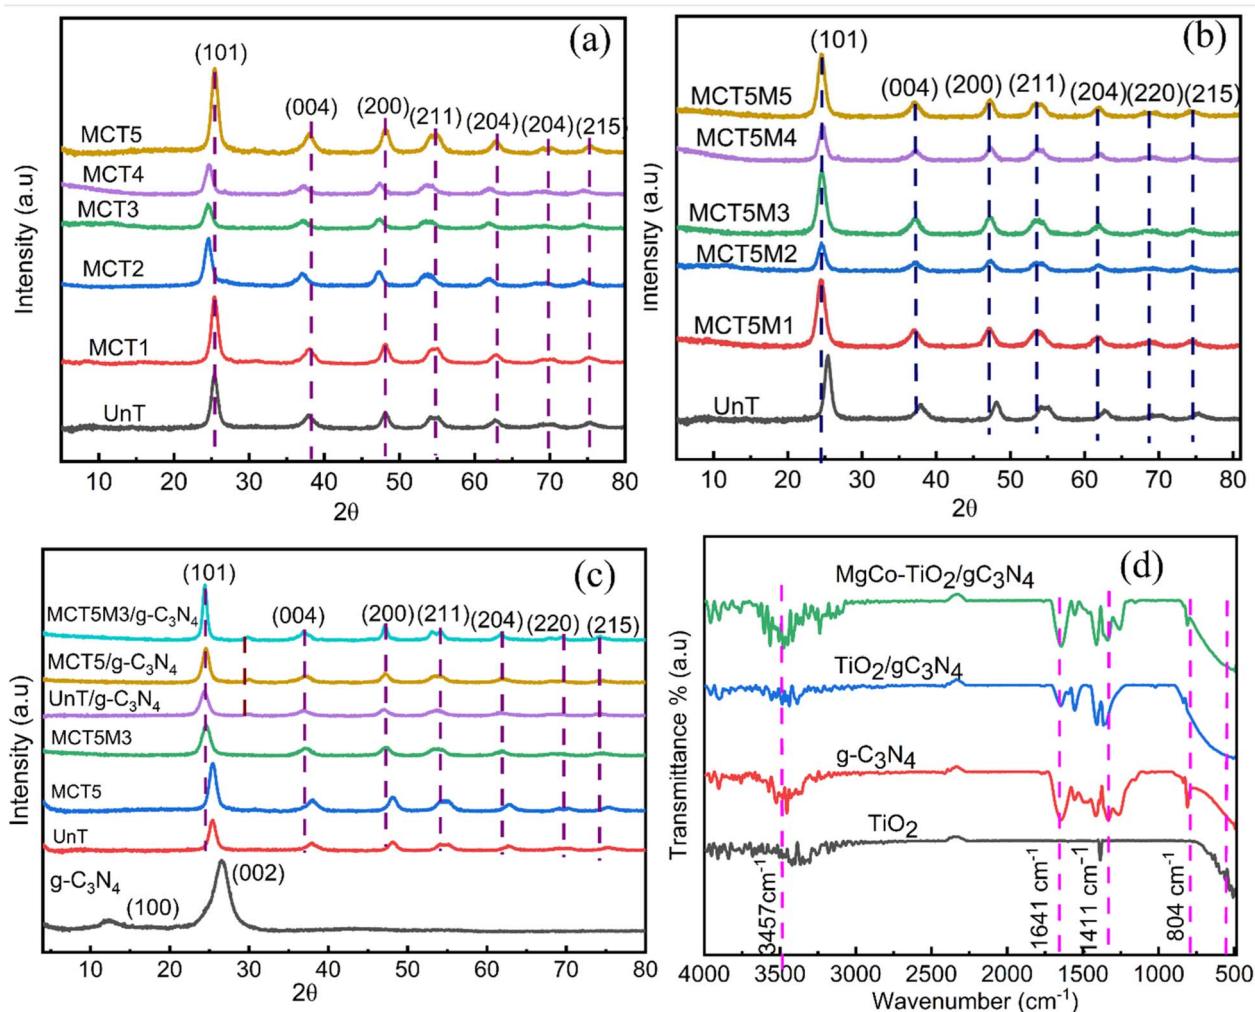 (a)
(101)
(004) (200) (211) (204) (204) (215)
MCT5
MCT4
MCT3
MCT2
MCT1
UnT
Intensity (a.u)
10 20 30 40 50 60 70 80
2θ
(b)
(101)
(004) (200) (211) (204) (220) (215)
MCT5M5
MCT5M4
MCT5M3
MCT5M2
MCT5M1
UnT
Intensity (a.u)
10 20 30 40 50 60 70 80
2θ
(c)
(101)
(004) (200) (211) (204) (220) (215)
MCT5M3/g-C₃N₄
MCT5/g-C₃N₄
UnT/g-C₃N₄
MCT5M3
MCT5
UnT
g-C₃N₄
(100)
(002)
Intensity (a.u)
10 20 30 40 50 60 70 80
2θ
(d)
MgCo-TiO₂/gC₃N₄
TiO₂/gC₃N₄
g-C₃N₄
TiO₂
3457cm⁻¹
1641 cm⁻¹
1411 cm⁻¹
804 cm⁻¹
Transmittance % (a.u)
4000 3500 3000 2500 2000 1500 1000 500
Wavenumber (cm⁻¹)